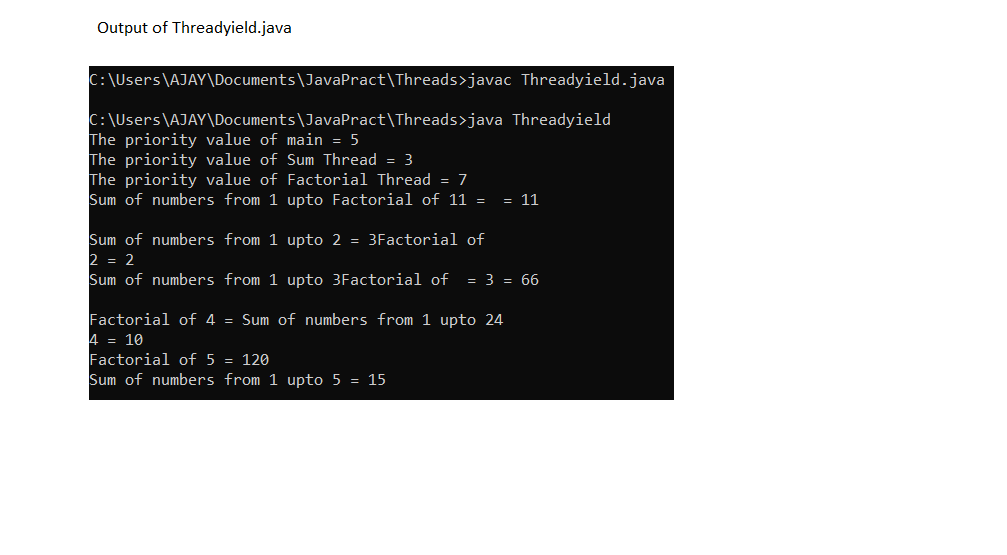 Output of Threadyield.java
C:\Users\AJAY\Documents\JavaPract\Threads>javac Threadyield.java
C:\Users\AJAY\Documents\JavaPract\Threads>java Threadyield
The priority value of main = 5
The priority value of Sum Thread = 3
The priority value of Factorial Thread = 7
Sum of numbers from 1 upto Factorial of 11 =  = 11
Sum of numbers from 1 upto 2 = 3Factorial of
2 = 2
Sum of numbers from 1 upto 3Factorial of  = 3 = 66
Factorial of 4 = Sum of numbers from 1 upto 24
4 = 10
Factorial of 5 = 120
Sum of numbers from 1 upto 5 = 15